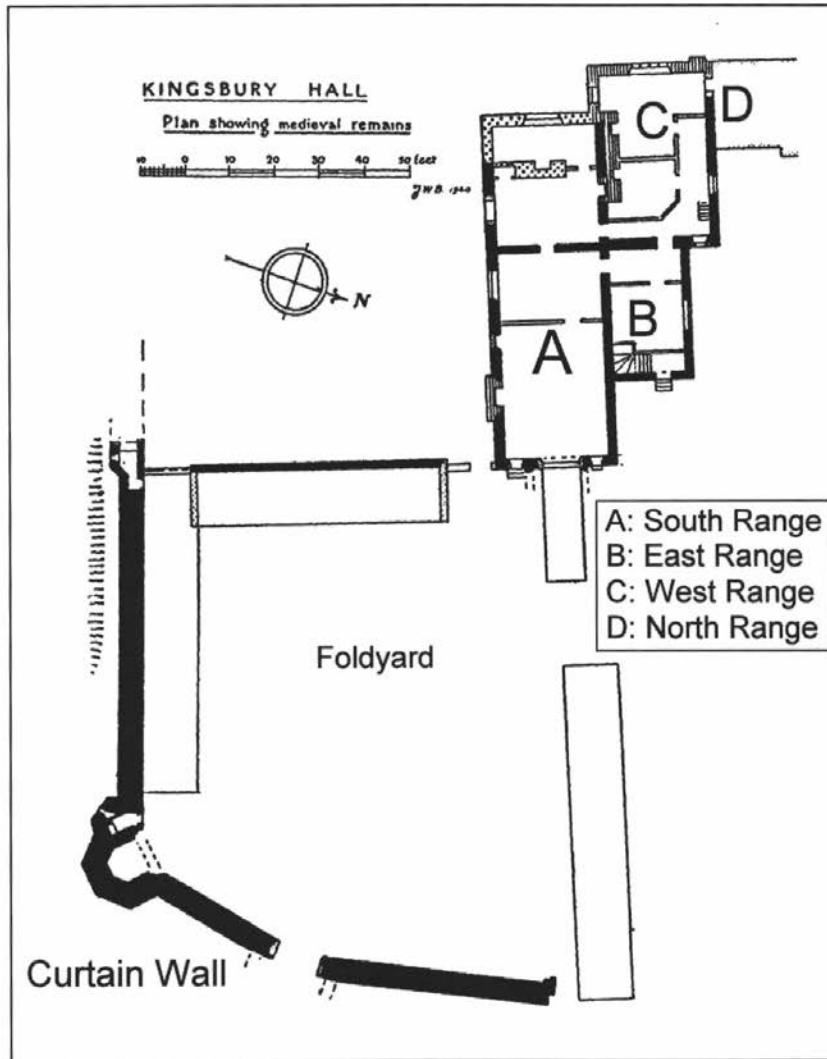 KINGSBURY HALL
Plan showing medieval remains
10 0 10 20 30 40 50 feet
J.W.B. 1940
N
C
D
B
A
A: South Range
B: East Range
C: West Range
D: North Range
Foldyard
Curtain Wall